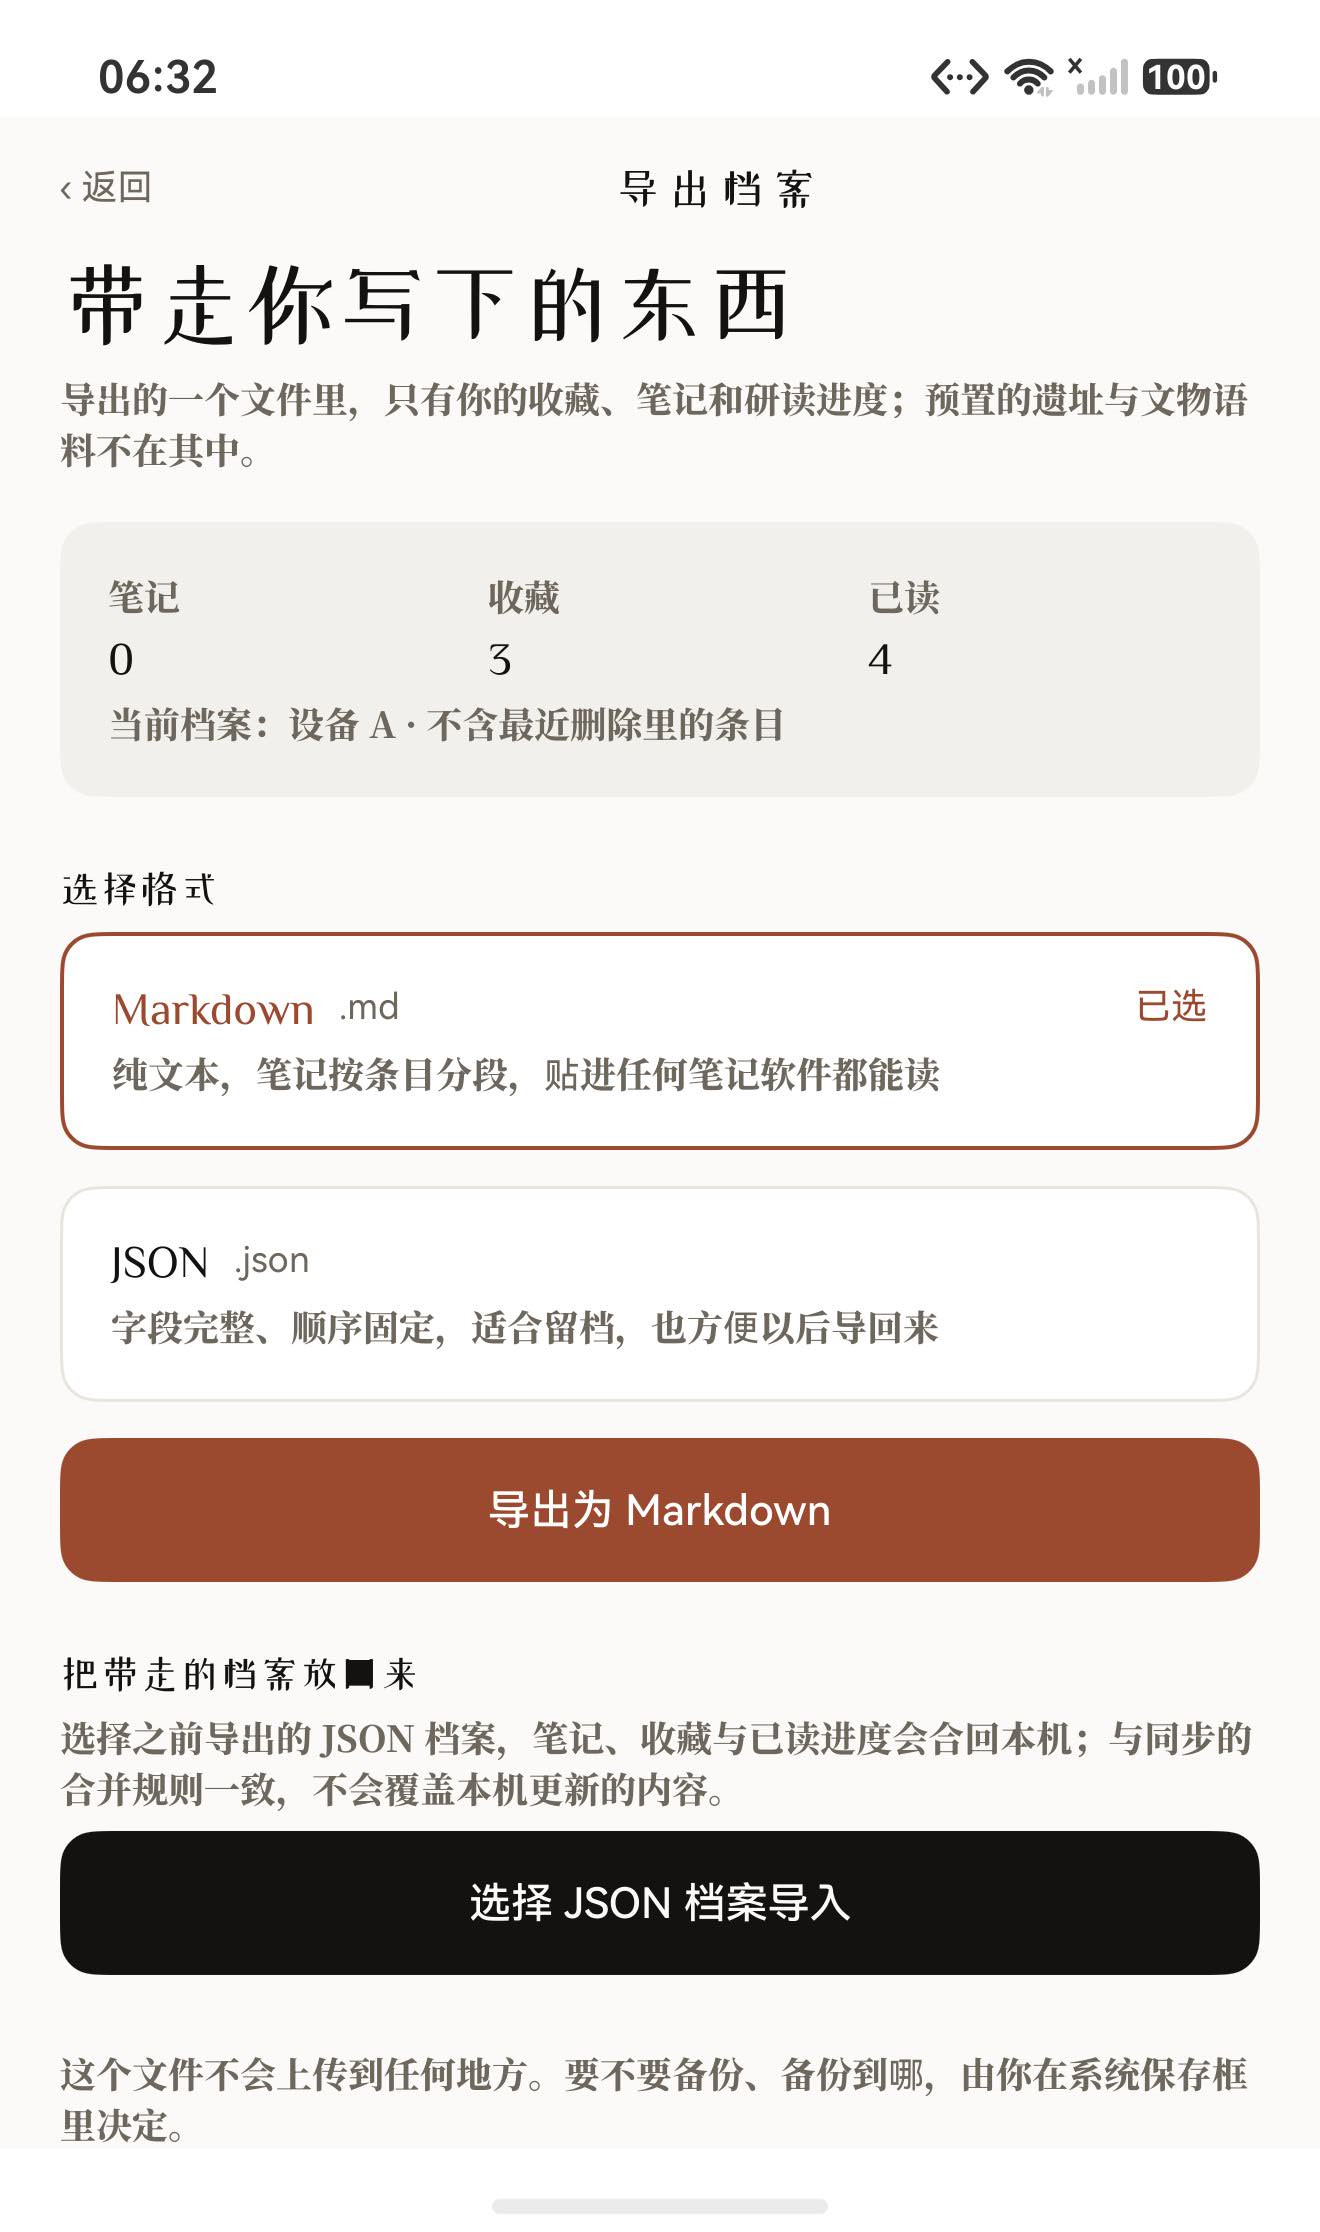 06:32
100
‹ 返回
导出档案
带走你写下的东西
导出的一个文件里，只有你的收藏、笔记和研读进度；预置的遗址与文物语
料不在其中。
笔记 收藏 已读
0 3 4
当前档案：设备 A · 不含最近删除里的条目
选择格式
Markdown .md 已选
纯文本，笔记按条目分段，贴进任何笔记软件都能读
JSON .json
字段完整、顺序固定，适合留档，也方便以后导回来
导出为 Markdown
把带走的档案放■来
选择之前导出的 JSON 档案，笔记、收藏与已读进度会合回本机；与同步的
合并规则一致，不会覆盖本机更新的内容。
选择 JSON 档案导入
这个文件不会上传到任何地方。要不要备份、备份到哪，由你在系统保存框
里决定。